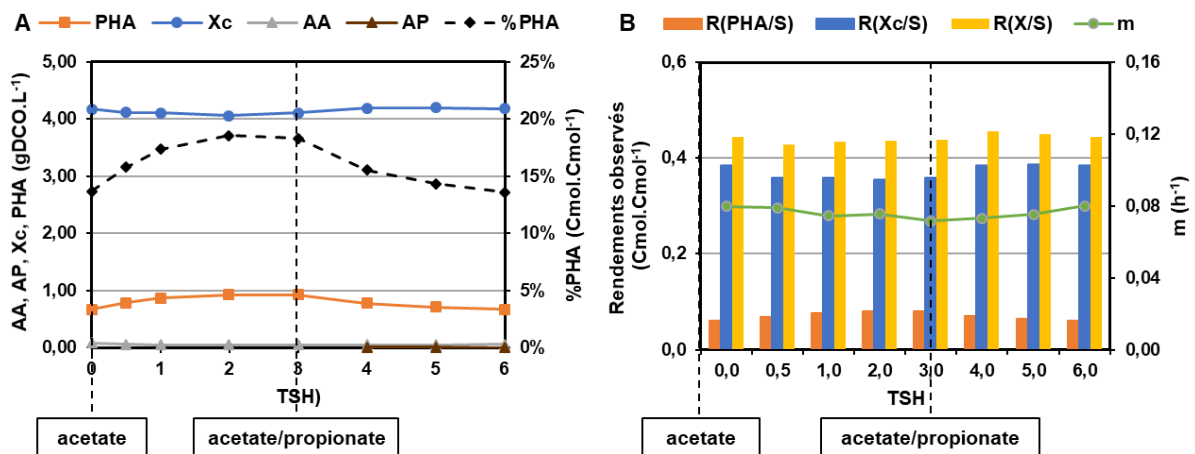 A PHA Xc AA AP %PHA
5,00
4,00
3,00
2,00
1,00
0,00
AA, AP, Xc, PHA (gDCO.L-1)
25%
20%
15%
10%
5%
0%
%PHA (Cmol.Cmol-1)
0 1 2 3 4 5 6
TSH)
acetate
acetate/propionate
B R(PHA/S) R(Xc/S) R(X/S) m
0,6
0,4
0,2
0,0
Rendements observés
(Cmol.Cmol-1)
0,16
0,12
0,08
0,04
0,00
m (h-1)
0,0 0,5 1,0 2,0 3,0 4,0 5,0 6,0
TSH
acetate
acetate/propionate